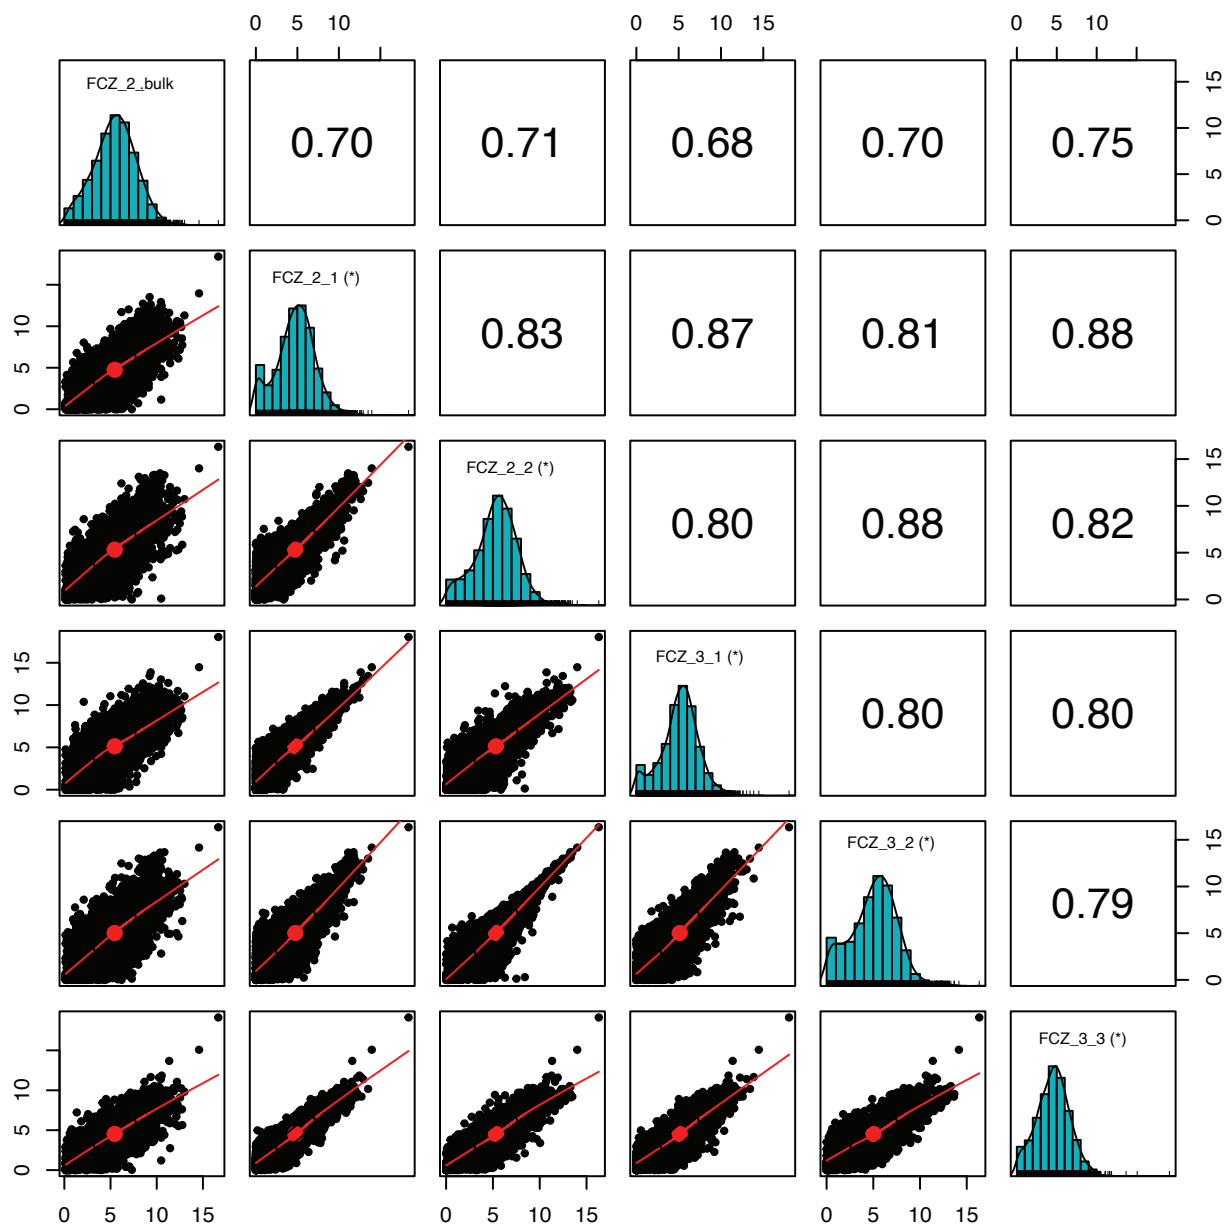 0 5 10 0 5 10 0 5 10
FCZ_2_bulk 0.70 0.71 0.68 0.70 0.75 0 5 10 15
0 5 10 FCZ_2_1 (*) 0.83 0.87 0.81 0.88
FCZ_2_2 (*) 0.80 0.88 0.82 0 5 10 15
0 5 10 15 FCZ_3_1 (*) 0.80 0.80
FCZ_3_2 (*) 0.79 0 5 10 15
0 5 10 FCZ_3_3 (*)
0 5 10 15 0 5 10 15 0 5 10 15